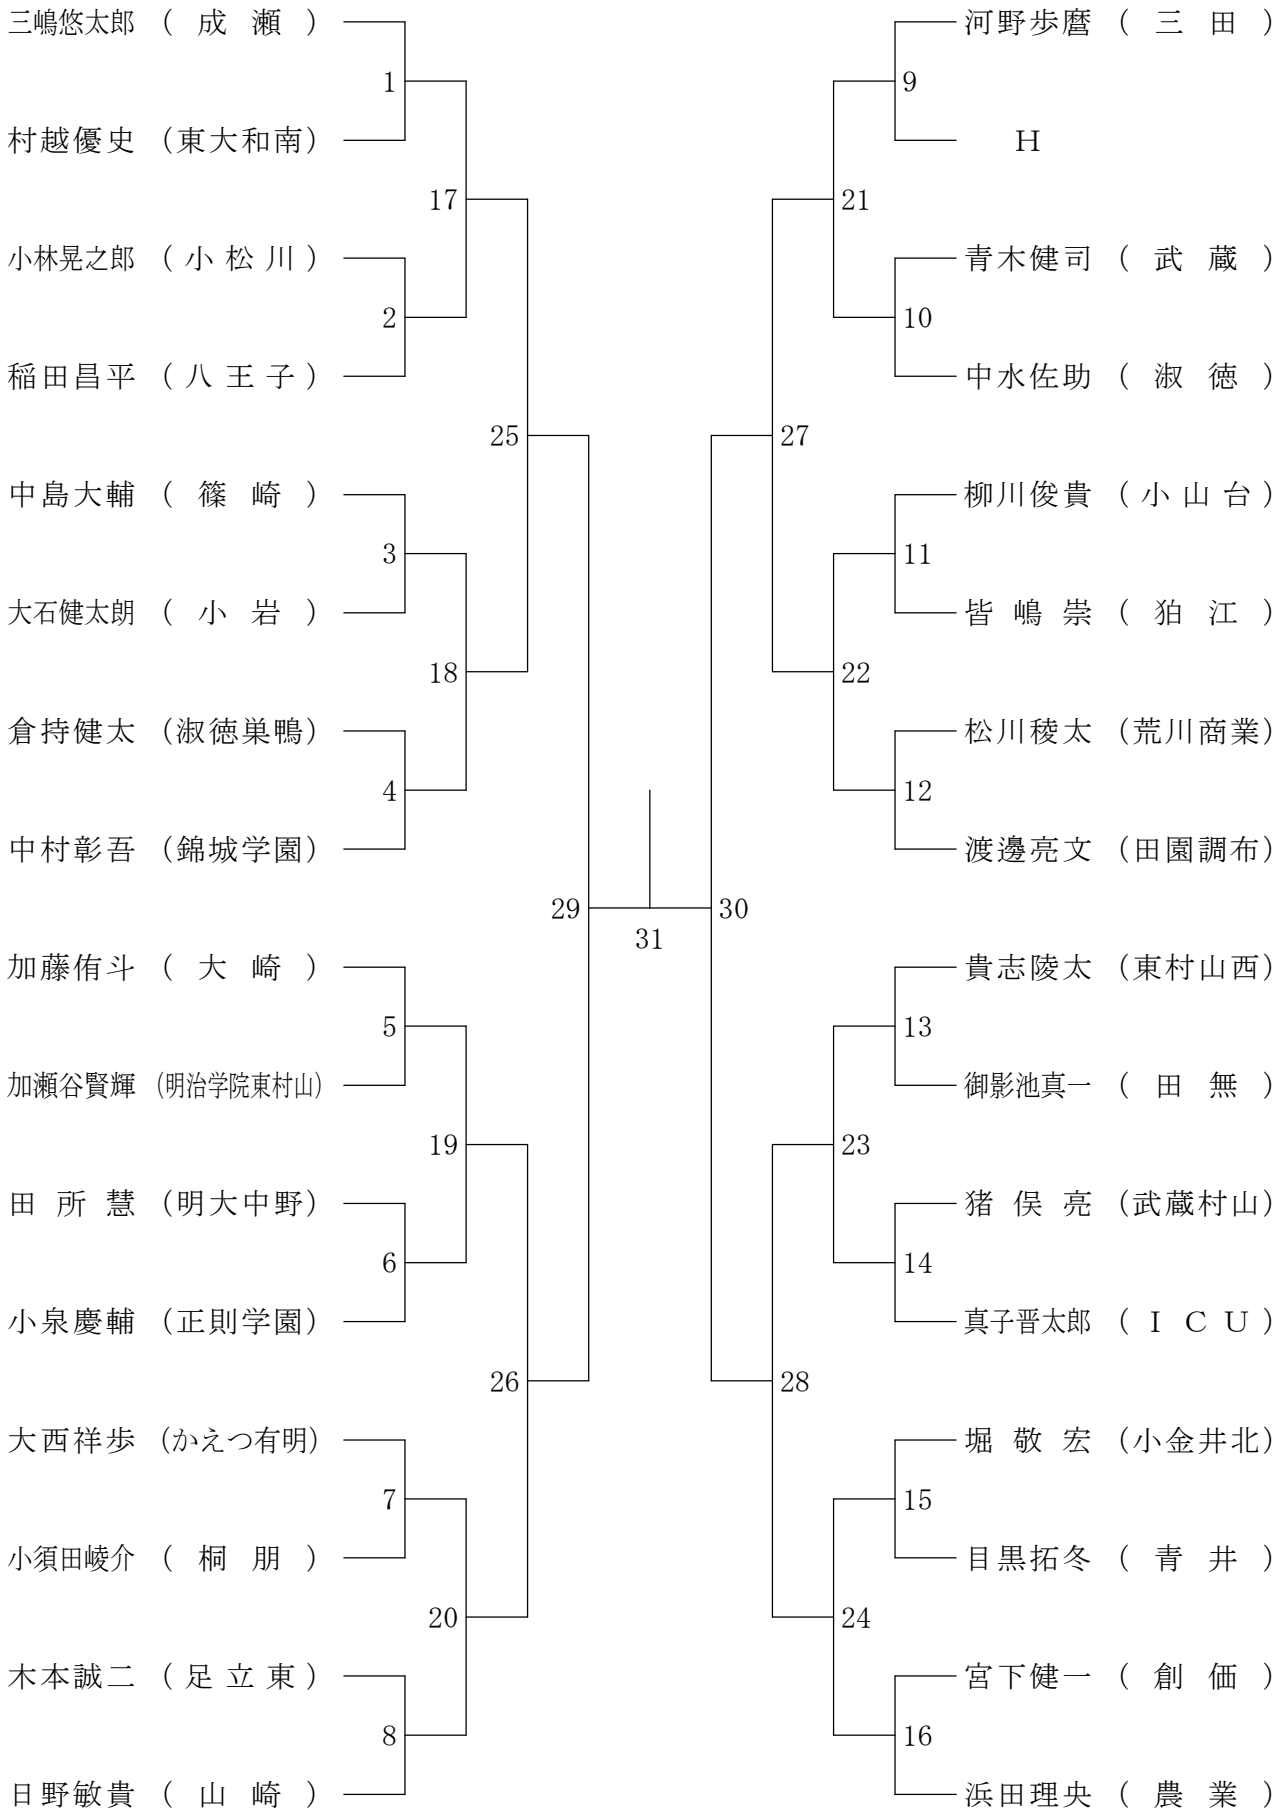 三嶋悠太郎 (成瀬)
1
村越優史 (東大和南)
17
小林晃之郎 (小松川)
2
稲田昌平 (八王子)
25
中島大輔 (篠崎)
3
大石健太朗 (小岩)
18
倉持健太 (淑徳巣鴨)
4
中村彰吾 (錦城学園)
29
加藤侑斗 (大崎)
5
加瀬谷賢輝 (明治学院東村山)
19
田所慧 (明大中野)
6
小泉慶輔 (正則学園)
26
大西祥歩 (かえつ有明)
7
小須田崚介 (桐朋)
20
木本誠二 (足立東)
8
日野敏貴 (山崎)
31
河野歩麿 (三田)
9
H
21
青木健司 (武蔵)
10
中水佐助 (淑徳)
27
柳川俊貴 (小山台)
11
皆嶋崇 (狛江)
22
松川稜太 (荒川商業)
12
渡邊亮文 (田園調布)
30
貴志陵太 (東村山西)
13
御影池真一 (田無)
23
猪俣亮 (武蔵村山)
14
真子晋太郎 (ICU)
28
堀敬宏 (小金井北)
15
目黒拓冬 (青井)
24
宮下健一 (創価)
16
浜田理央 (農業)